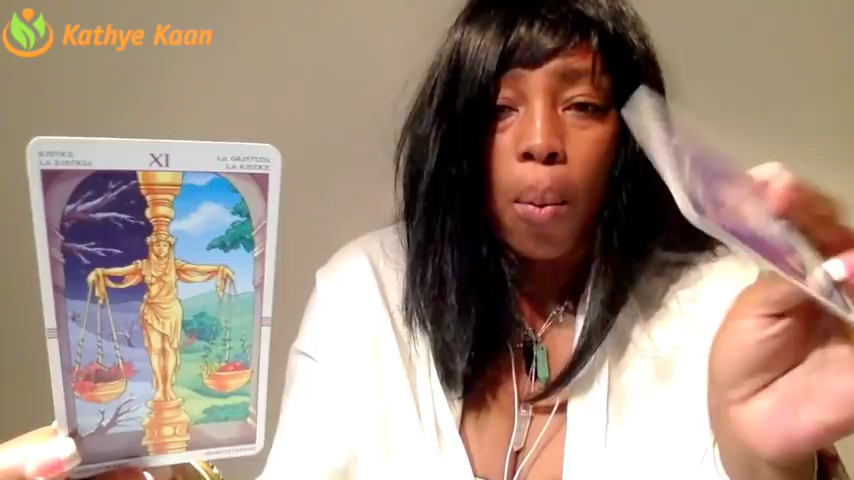 Kathye Kaan
JUSTICE
LA JUSTICIA
XI
LA GIUSTIZIA
LA JUSTICE